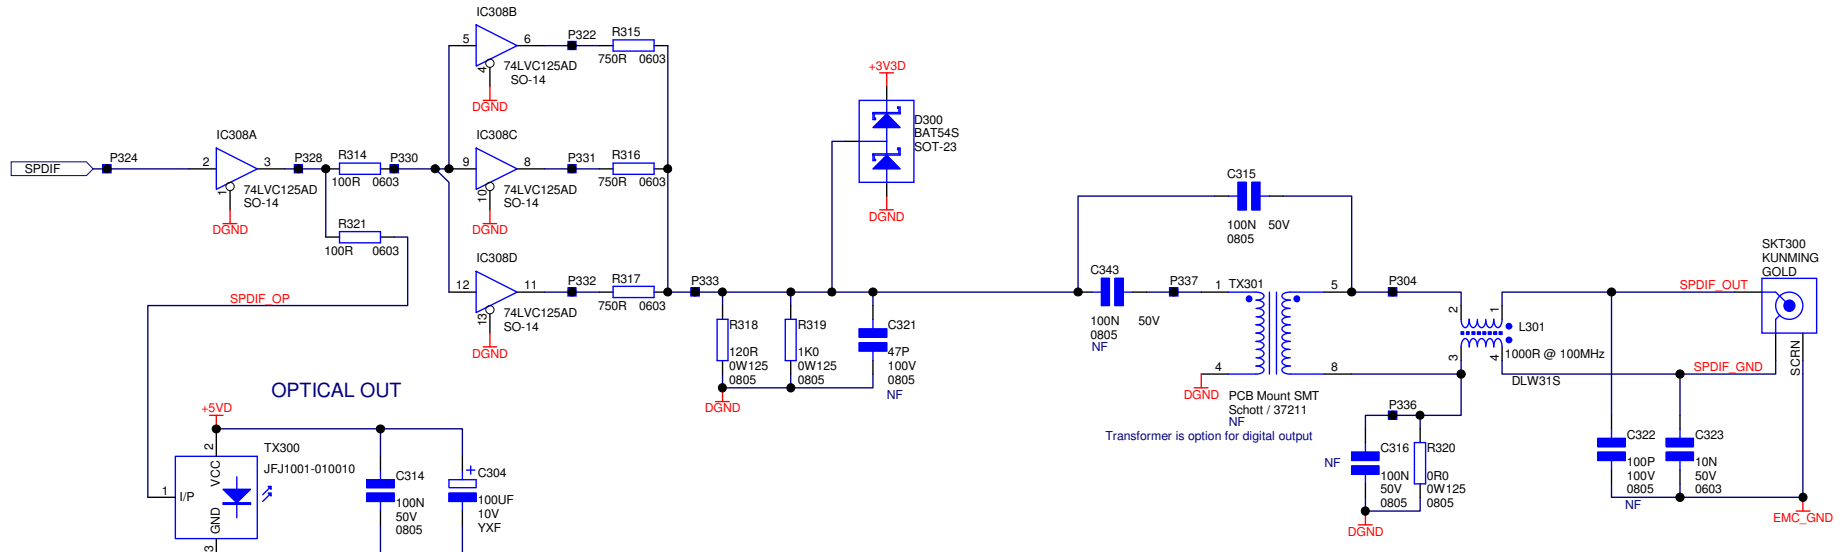 IC308B
5
6
4
74LVC125AD
SO-14
DGND
P322
R315
750R 0603
+3V3D
D300
BAT54S
SOT-23
DGND
SPDIF
P324
IC308A
2
3
1
74LVC125AD
SO-14
DGND
P328
R314
100R 0603
P330
R321
100R 0603
SPDIF_OP
IC308C
9
8
10
74LVC125AD
SO-14
DGND
P331
R316
750R 0603
IC308D
12
11
13
74LVC125AD
SO-14
DGND
P332
R317
750R 0603
P333
R318
120R
0W125
0805
R319
1K0
0W125
0805
C321
47P
100V
0805
NF
DGND
C315
100N 50V
0805
C343
100N 50V
0805
NF
P337
1
TX301
5
4
8
DGND
PCB Mount SMT
Schott / 37211
NF
Transformer is option for digital output
P304
2
1
3
4
L301
1000R @ 100MHz
DLW31S
P336
NF
C316
100N
50V
0805
R320
0R0
0W125
0805
DGND
SKT300
KUNMING
GOLD
SPDIF_OUT
SPDIF_GND
SCRN
C322
100P
100V
0805
NF
C323
10N
50V
0603
EMC_GND
OPTICAL OUT
+5VD
2
TX300
JFJ1001-010010
VCC
1
I/P
GND
3
C314
100N
50V
0805
+
C304
100UF
10V
YXF